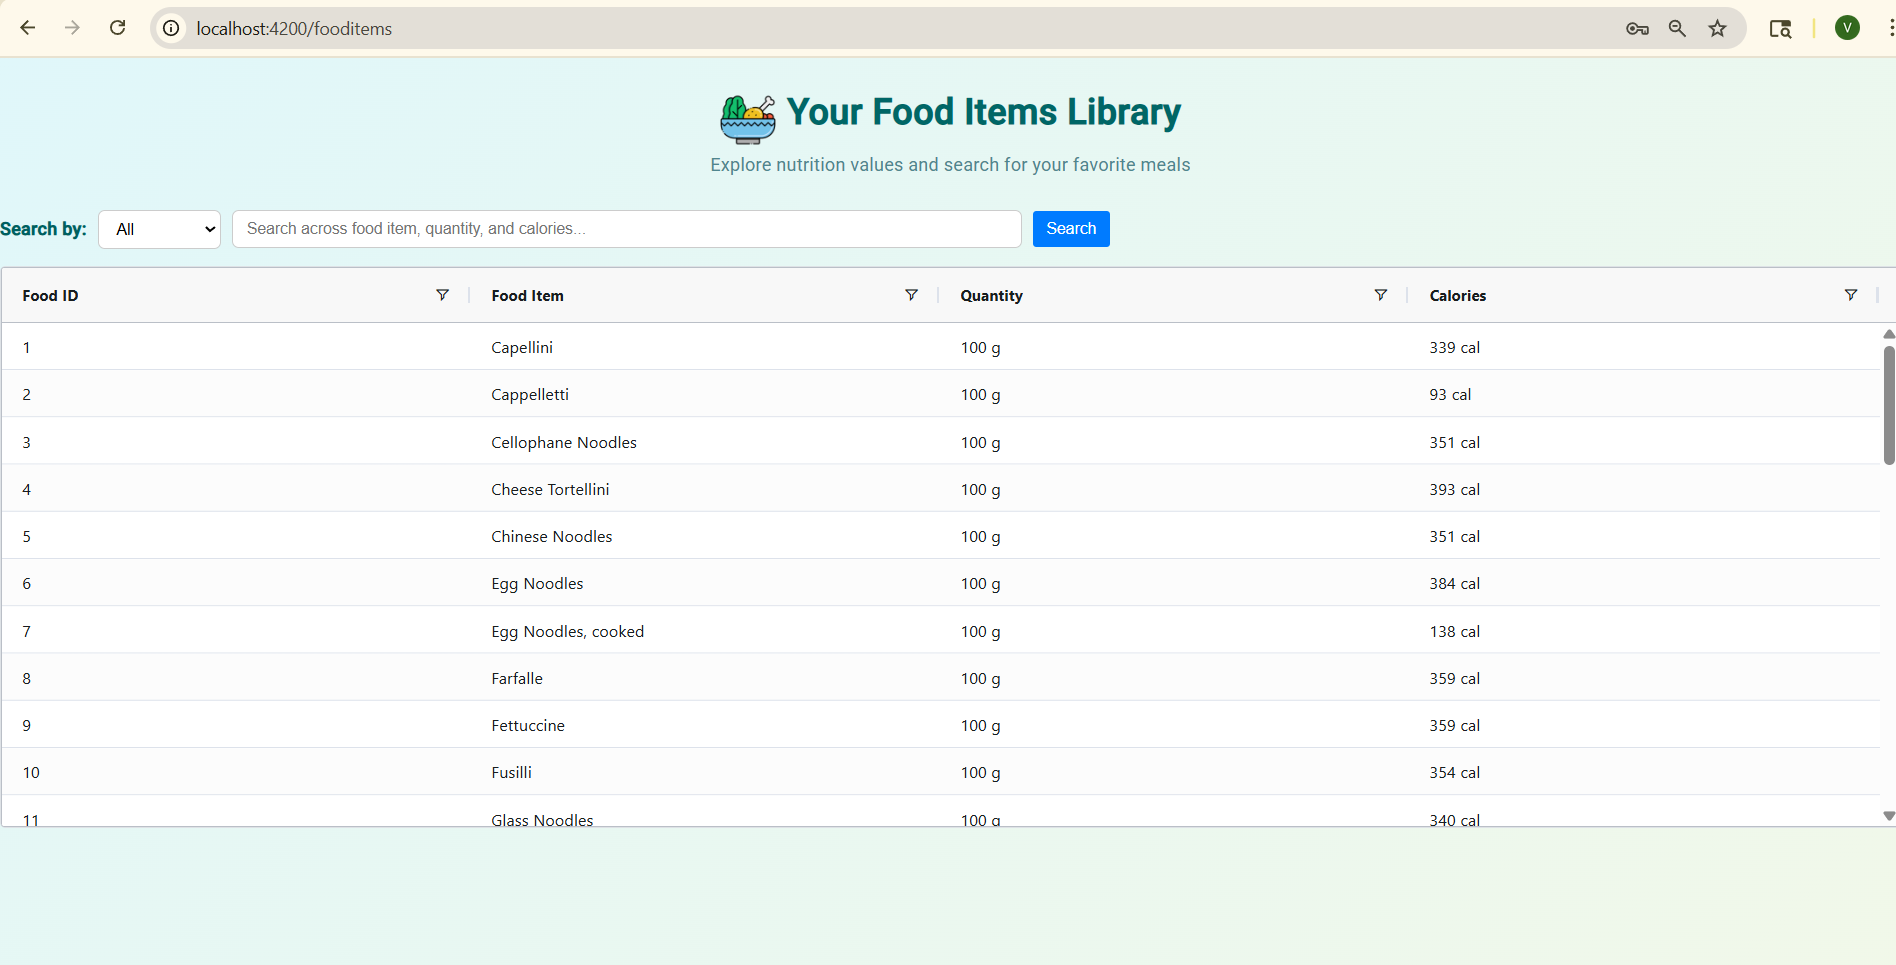 localhost:4200/fooditems
V
Your Food Items Library
Explore nutrition values and search for your favorite meals
Search by: All Search across food item, quantity, and calories... Search
Food ID Food Item Quantity Calories
1 Capellini 100 g 339 cal
2 Cappelletti 100 g 93 cal
3 Cellophane Noodles 100 g 351 cal
4 Cheese Tortellini 100 g 393 cal
5 Chinese Noodles 100 g 351 cal
6 Egg Noodles 100 g 384 cal
7 Egg Noodles, cooked 100 g 138 cal
8 Farfalle 100 g 359 cal
9 Fettuccine 100 g 359 cal
10 Fusilli 100 g 354 cal
11 Glass Noodles 100 g 340 cal